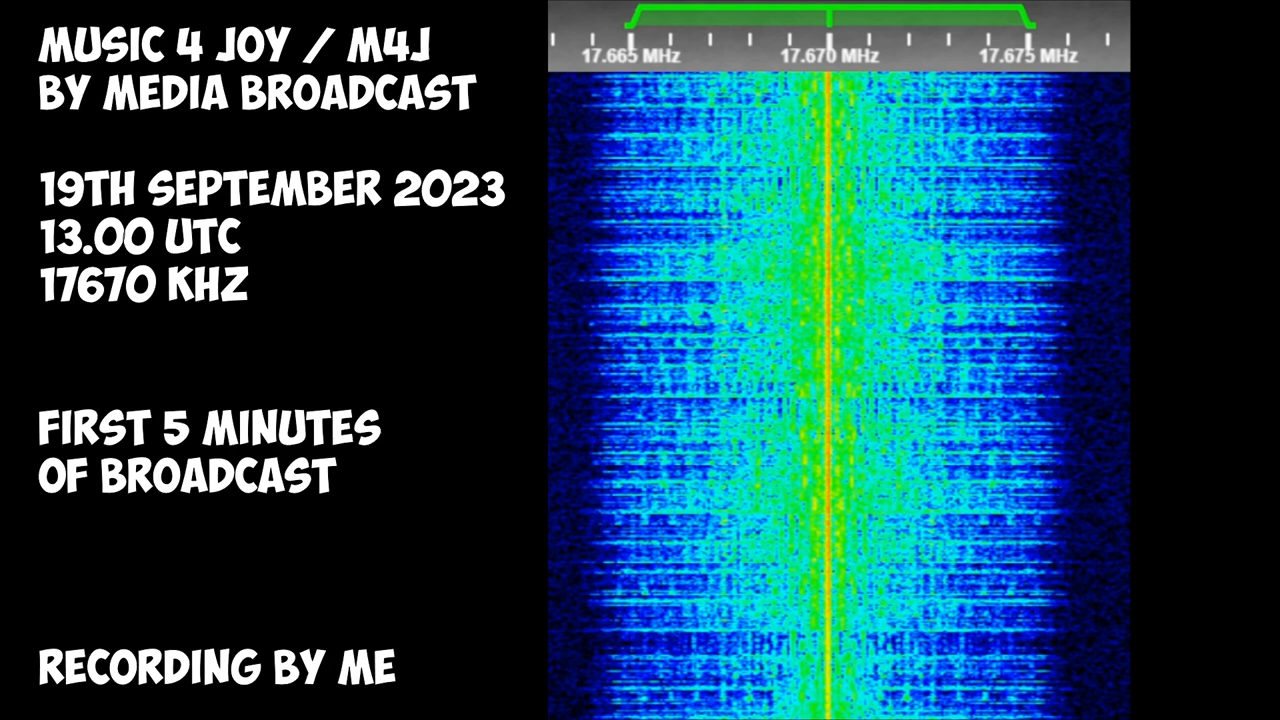 MUSIC 4 JOY / M4J
BY MEDIA BROADCAST
19TH SEPTEMBER 2023
13.00 UTC
17670 KHZ
FIRST 5 MINUTES
OF BROADCAST
RECORDING BY ME
17.665 MHz 17.670 MHz 17.675 MHz